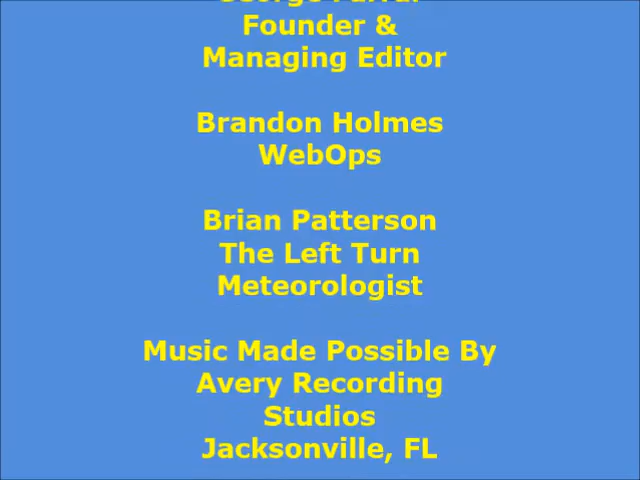 Founder &
Managing Editor
Brandon Holmes
WebOps
Brian Patterson
The Left Turn
Meteorologist
Music Made Possible By
Avery Recording
Studios
Jacksonville, FL